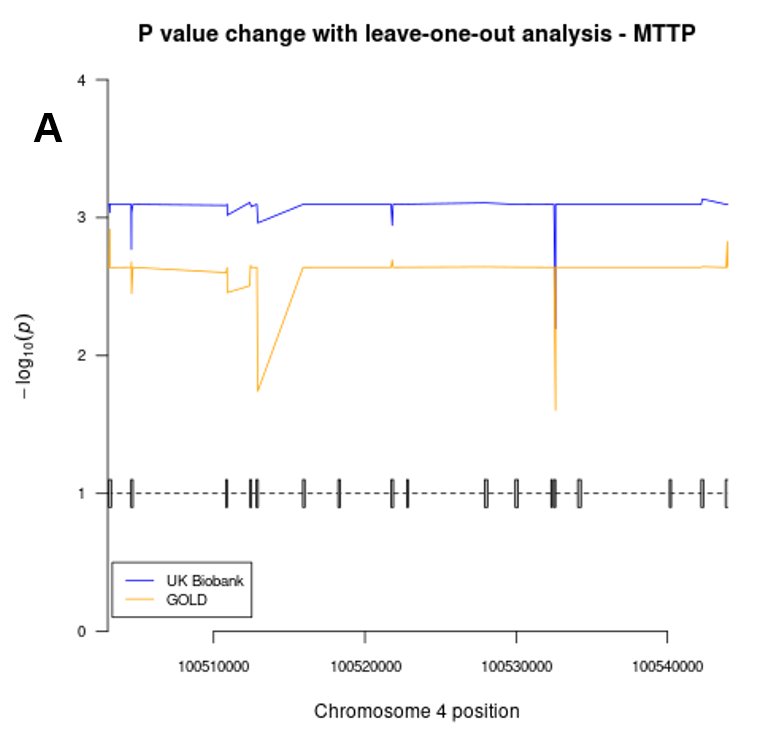 P value change with leave-one-out analysis - MTTP
A
4
3
2
1
0
− log10(p)
UK Biobank
GOLD
100510000 100520000 100530000 100540000
Chromosome 4 position